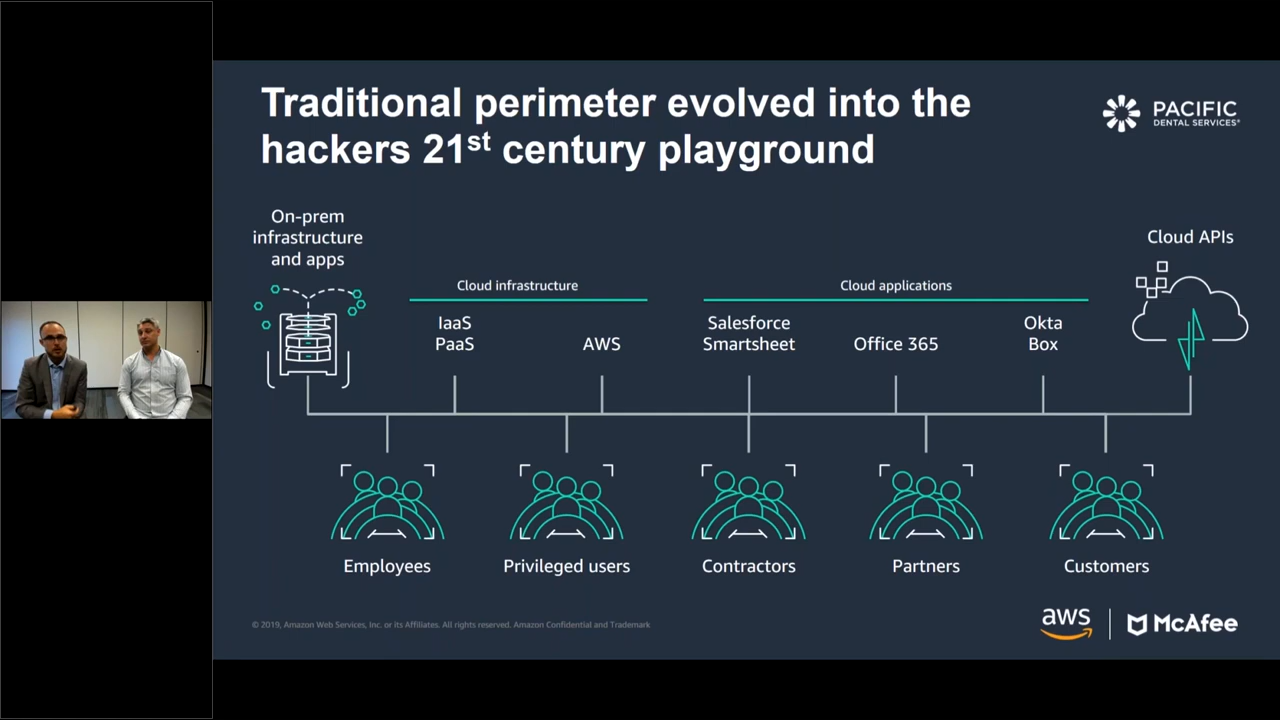 Traditional perimeter evolved into the
hackers 21st century playground
PACIFIC
DENTAL SERVICES®
On-prem
infrastructure
and apps
Cloud infrastructure
Cloud applications
Cloud APIs
IaaS
PaaS
AWS
Salesforce
Smartsheet
Office 365
Okta
Box
Employees
Privileged users
Contractors
Partners
Customers
© 2019, Amazon Web Services, Inc. or its Affiliates. All rights reserved. Amazon Confidential and Trademark
aws
McAfee